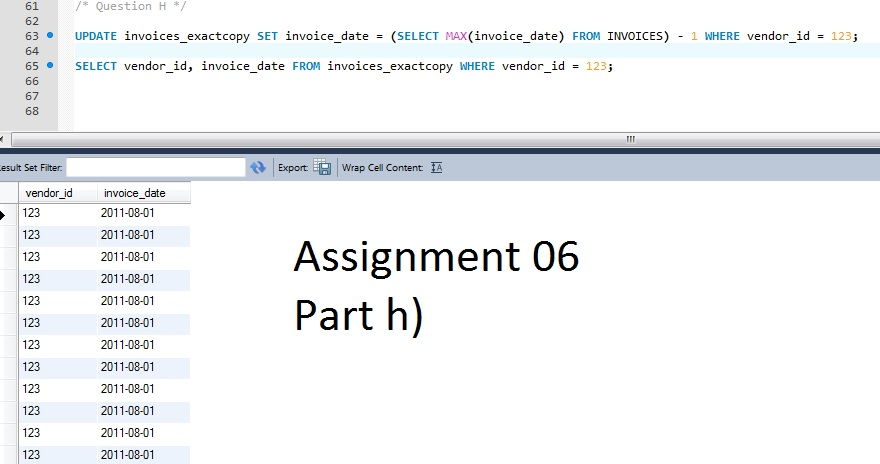 61 /* Question H */
62
63 UPDATE invoices_exactcopy SET invoice_date = (SELECT MAX(invoice_date) FROM INVOICES) - 1 WHERE vendor_id = 123;
64
65 SELECT vendor_id, invoice_date FROM invoices_exactcopy WHERE vendor_id = 123;
66
67
68
esult Set Filter: Export: Wrap Cell Content: IA
vendor_id invoice_date
123 2011-08-01
123 2011-08-01
123 2011-08-01
123 2011-08-01
123 2011-08-01
123 2011-08-01
123 2011-08-01
123 2011-08-01
123 2011-08-01
123 2011-08-01
123 2011-08-01
123 2011-08-01
Assignment 06
Part h)